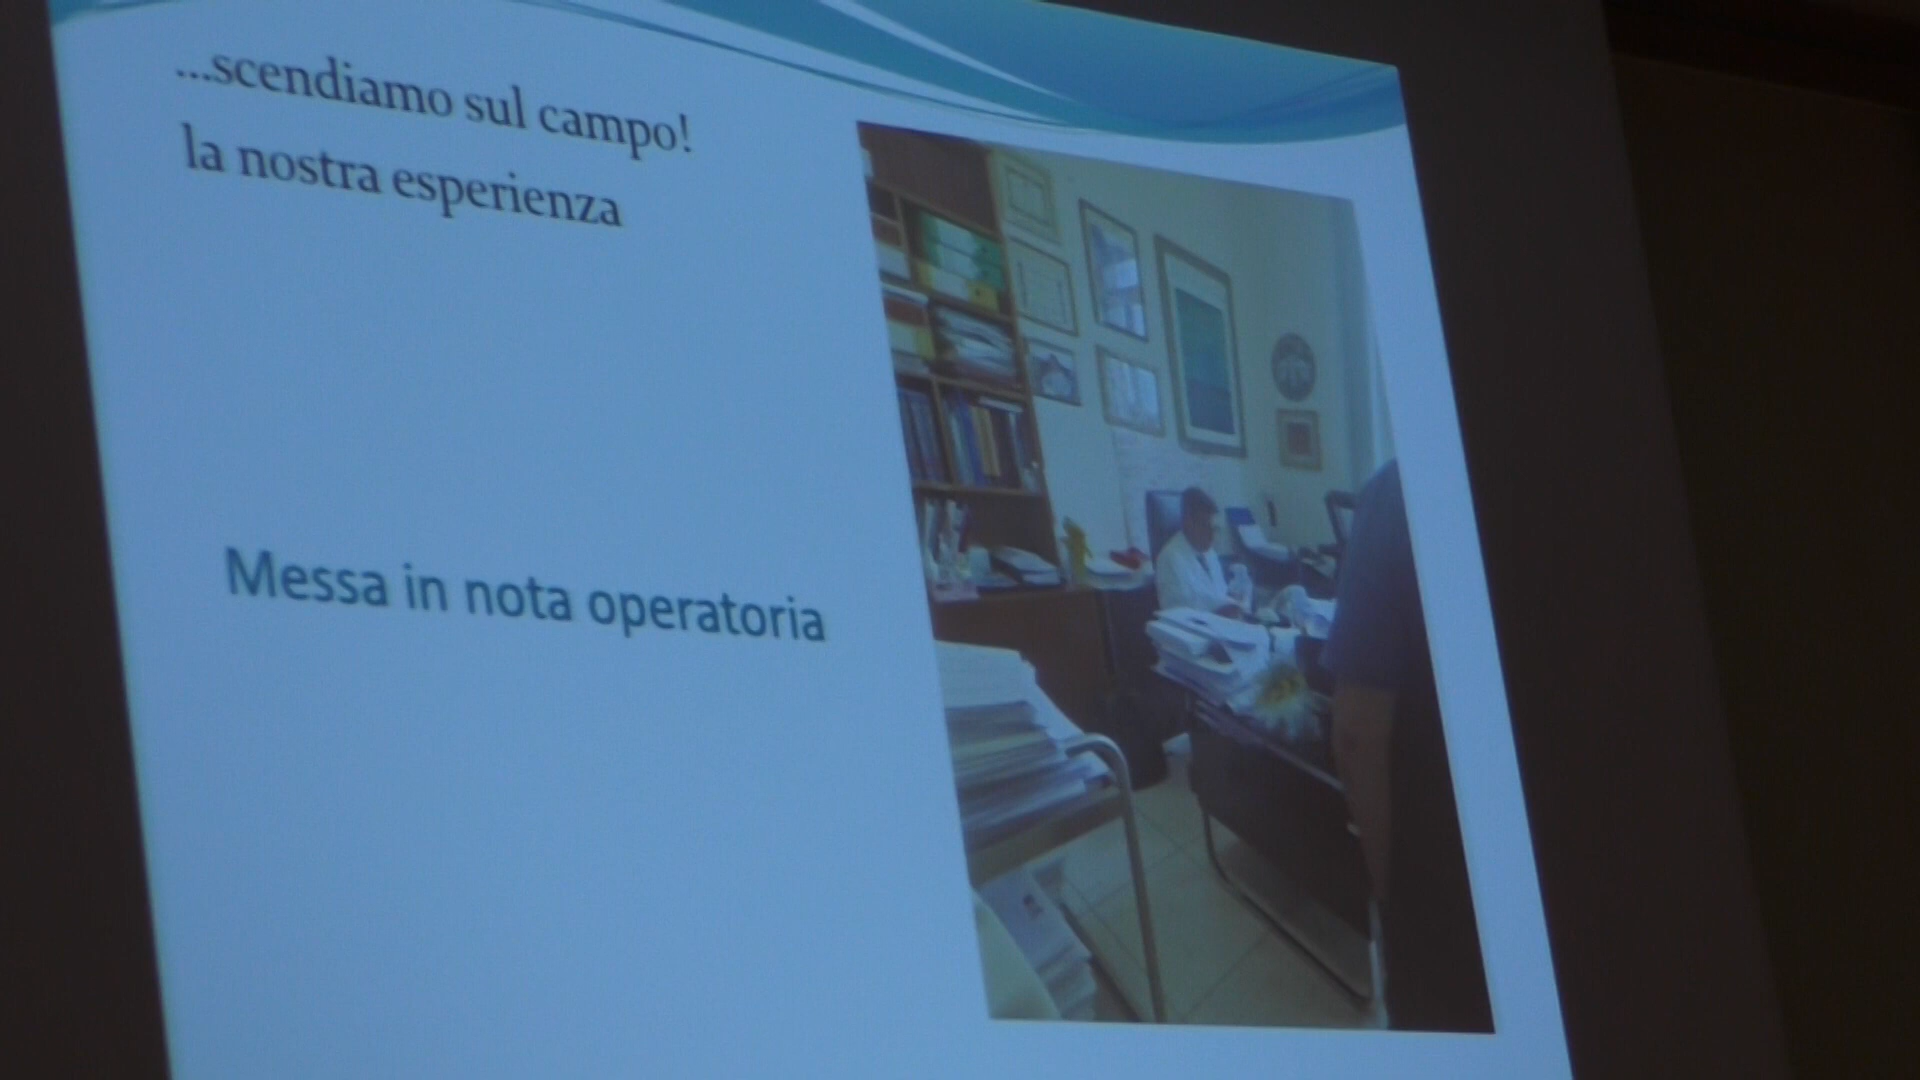 ...scendiamo sul campo!
la nostra esperienza
Messa in nota operatoria